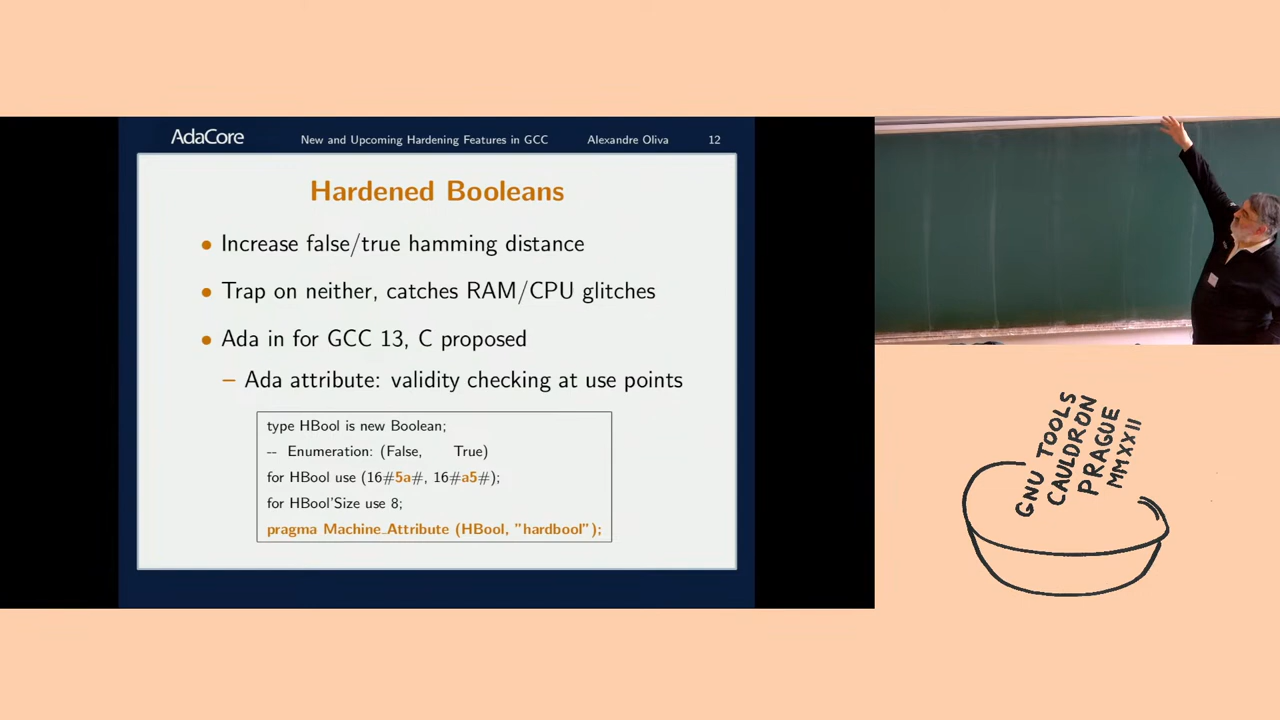 AdaCore New and Upcoming Hardening Features in GCC Alexandre Oliva 12
Hardened Booleans
• Increase false/true hamming distance
• Trap on neither, catches RAM/CPU glitches
• Ada in for GCC 13, C proposed
– Ada attribute: validity checking at use points
type HBool is new Boolean;
-- Enumeration: (False, True)
for HBool use (16#5a#, 16#a5#);
for HBool'Size use 8;
pragma Machine_Attribute (HBool, "hardbool");
GNU TOOLS
CAULDRON
PRAGUE
MMXXII